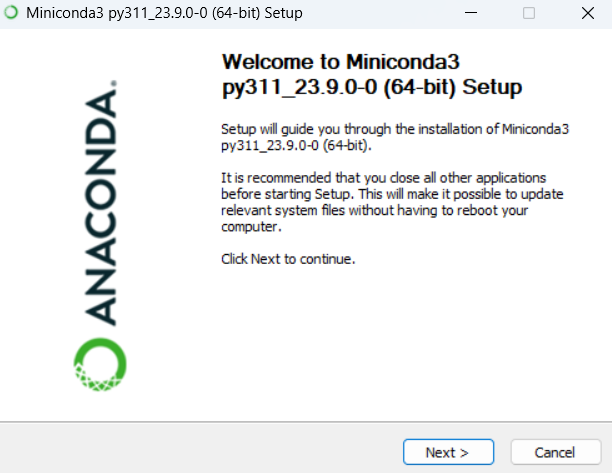 Miniconda3 py311_23.9.0-0 (64-bit) Setup
Welcome to Miniconda3
py311_23.9.0-0 (64-bit) Setup
Setup will guide you through the installation of Miniconda3
py311_23.9.0-0 (64-bit).
It is recommended that you close all other applications
before starting Setup. This will make it possible to update
relevant system files without having to reboot your
computer.
Click Next to continue.
ANACONDA.
Next >
Cancel